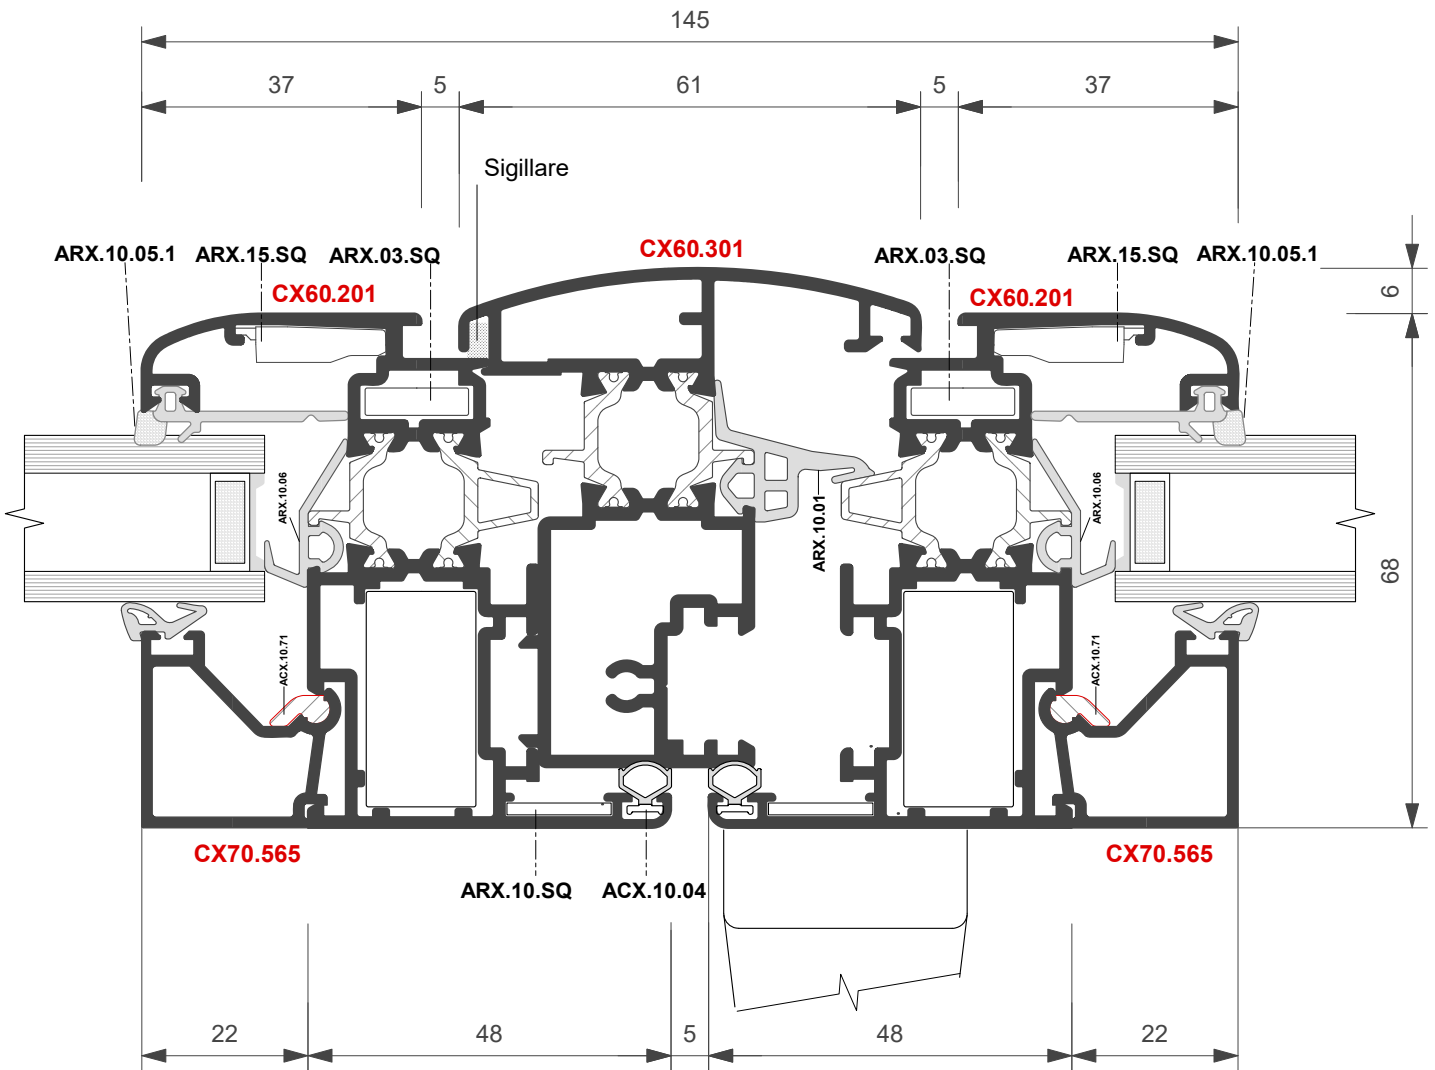 145
37 5 61 5 37
Sigillare
ARX.10.05.1 ARX.15.SQ ARX.03.SQ CX60.301 ARX.03.SQ ARX.15.SQ ARX.10.05.1
CX60.201 CX60.201
6
ARX.10.06 ARX.10.01 ARX.10.06
68
ACX.10.71 ACX.10.71
CX70.565 CX70.565
ARX.10.SQ ACX.10.04
22 48 5 48 22